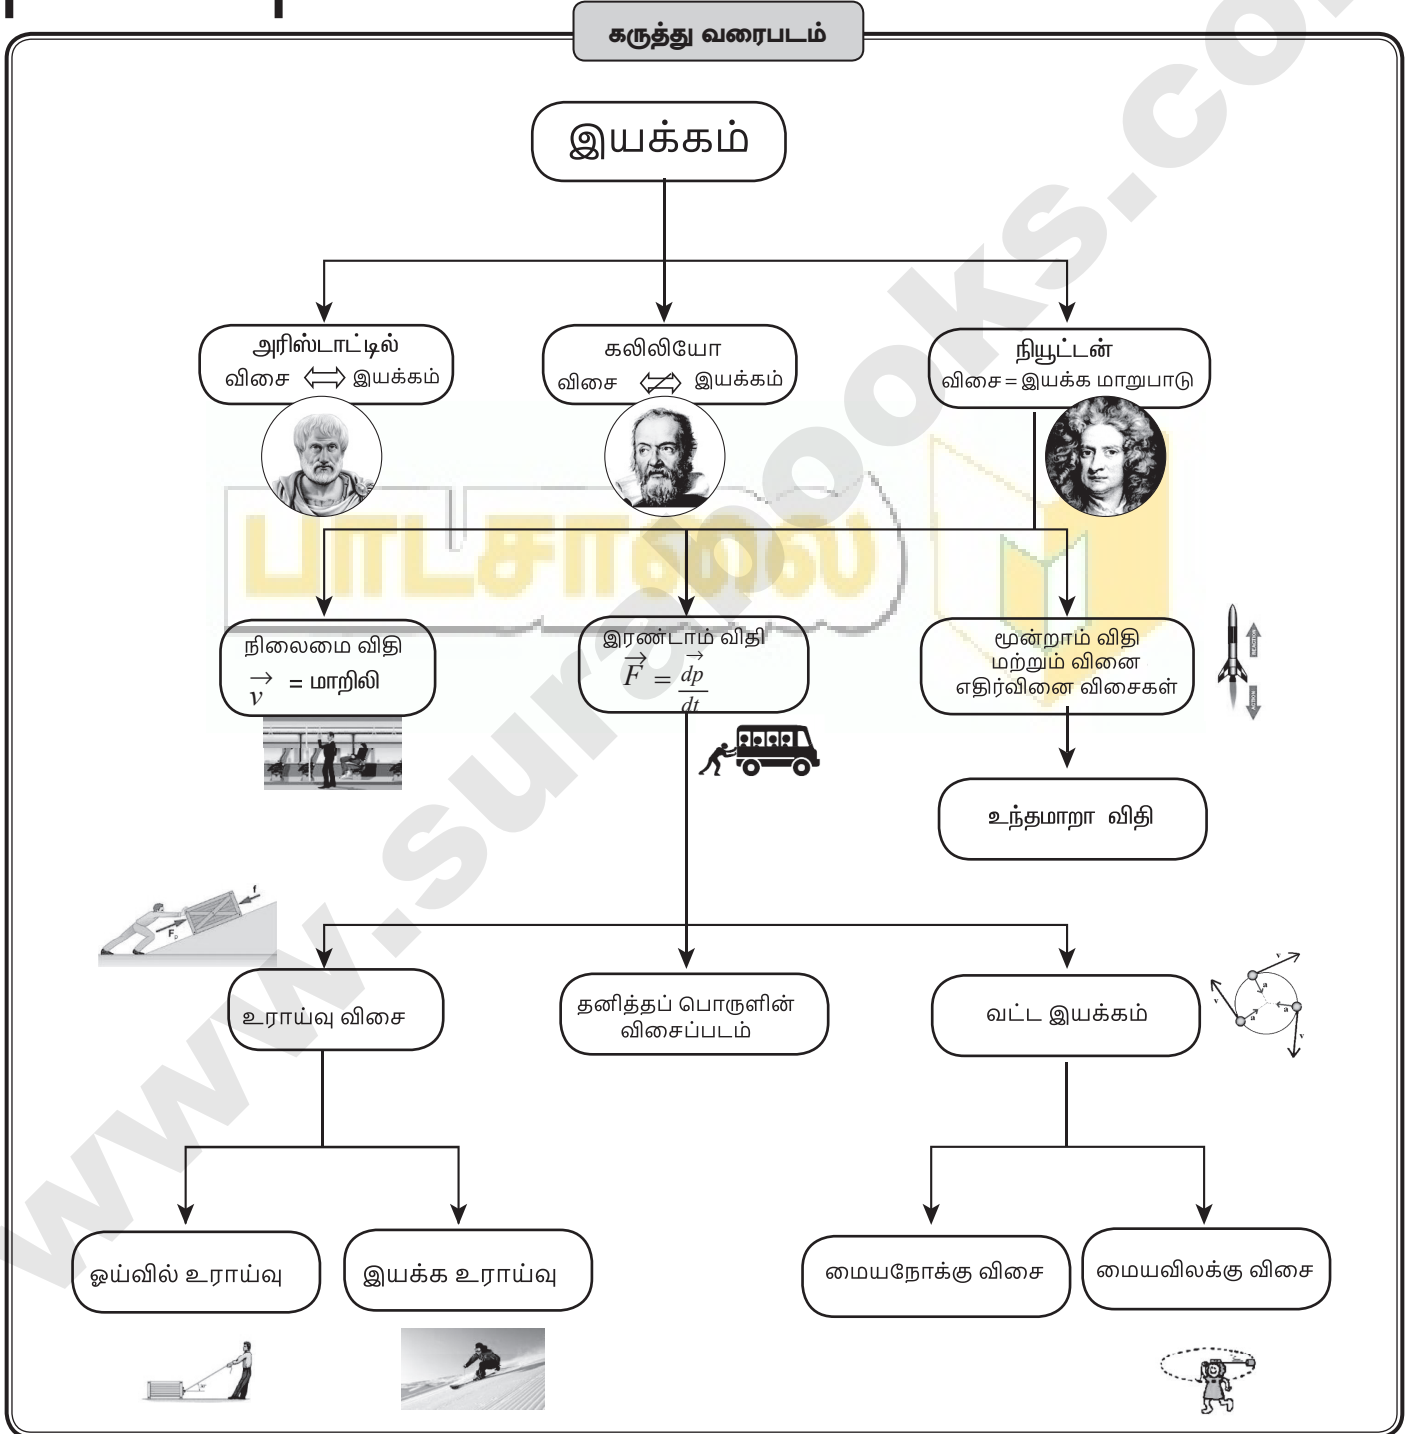 கருத்து வரைபடம்
இயக்கம்
அரிஸ்டாட்டில்
விசை ⇔ இயக்கம்
கலிலியோ
விசை ⇎ இயக்கம்
நியூட்டன்
விசை = இயக்க மாறுபாடு
பாடசாலை
www.surabooks.co
நிலைமை விதி
v⃗ = மாறிலி
இரண்டாம் விதி
F⃗ = dp⃗/dt
மூன்றாம் விதி
மற்றும் வினை
எதிர்வினை விசைகள்
உந்தமாறா விதி
f
Fp
உராய்வு விசை
தனித்தப் பொருளின்
விசைப்படம்
வட்ட இயக்கம்
v
a
v
a
a
v
ஓய்வில் உராய்வு
இயக்க உராய்வு
மையநோக்கு விசை
மையவிலக்கு விசை